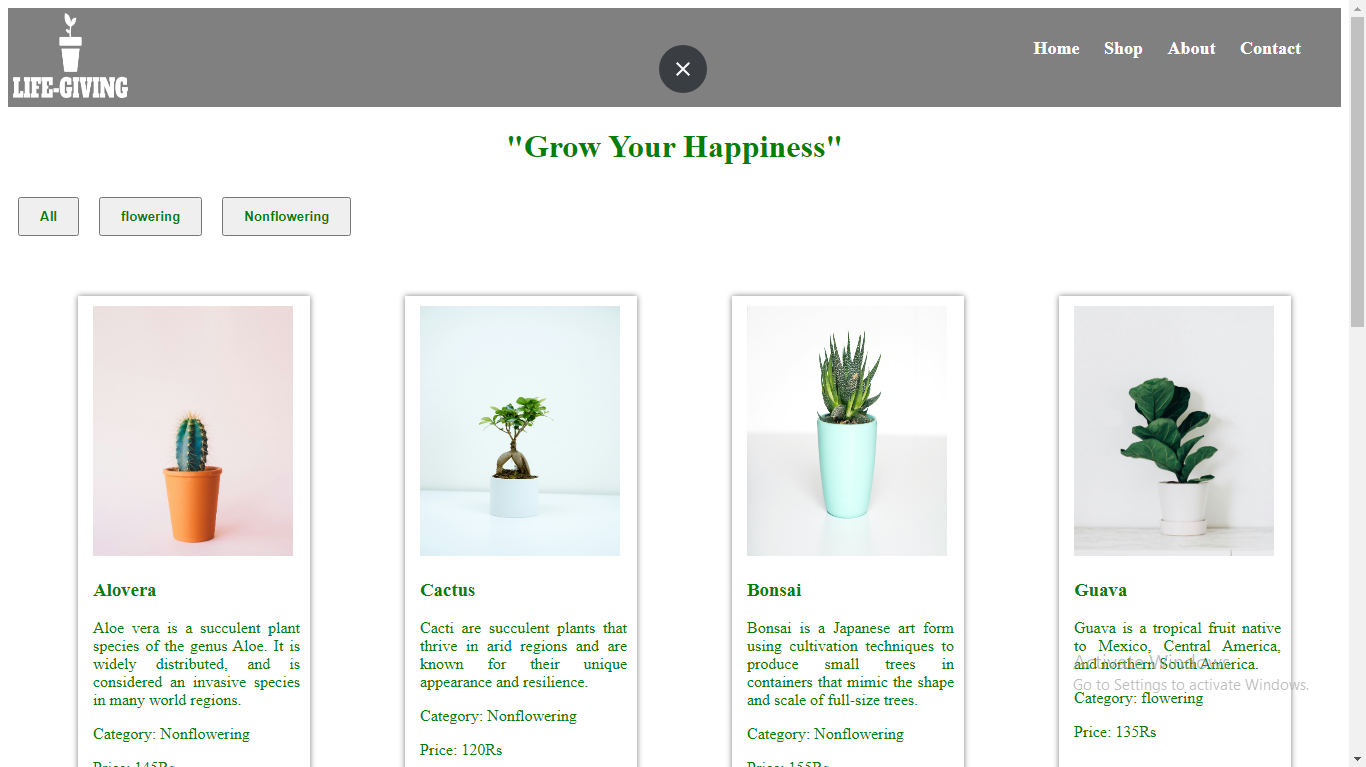 LIFE-GIVING
Home Shop About Contact
"Grow Your Happiness"
All flowering Nonflowering
Alovera
Aloe vera is a succulent plant
species of the genus Aloe. It is
widely distributed, and is
considered an invasive species
in many world regions.
Category: Nonflowering
Price: 145Rs
Cactus
Cacti are succulent plants that
thrive in arid regions and are
known for their unique
appearance and resilience.
Category: Nonflowering
Price: 120Rs
Bonsai
Bonsai is a Japanese art form
using cultivation techniques to
produce small trees in
containers that mimic the shape
and scale of full-size trees.
Category: Nonflowering
Price: 155Rs
Guava
Guava is a tropical fruit native
to Mexico, Central America,
and northern South America.
Category: flowering
Price: 135Rs
Activate Windows
Go to Settings to activate Windows.